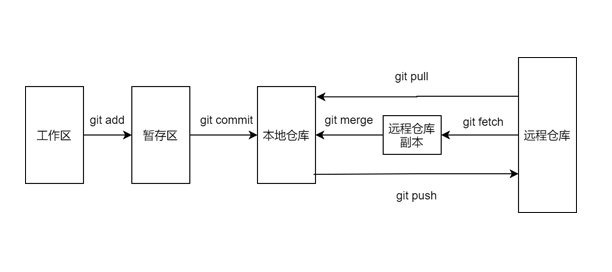 git pull
git add
git commit
git merge
git fetch
工作区
暂存区
本地仓库
远程仓库
副本
远程仓库
git push